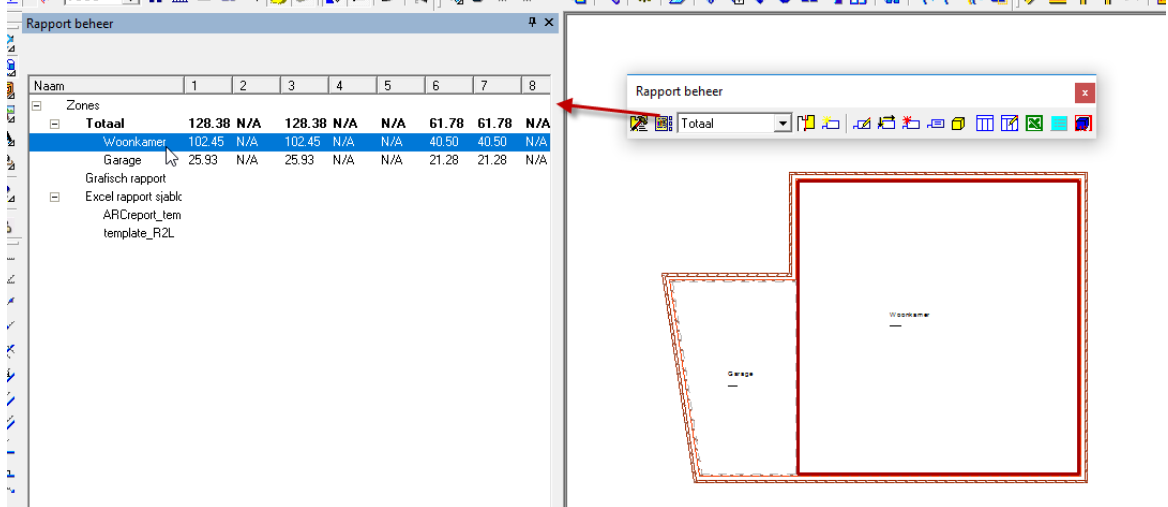 Rapport beheer
Naam 1 2 3 4 5 6 7 8
Zones
Totaal 128.38 N/A 128.38 N/A N/A 61.78 61.78 N/A
Woonkamer 102.45 N/A 102.45 N/A N/A 40.50 40.50 N/A
Garage 25.93 N/A 25.93 N/A N/A 21.28 21.28 N/A
Grafisch rapport
Excel rapport sjablo
ARCreport_tem
template_R2L
Rapport beheer
x
Totaal
Woonkamer
Garage